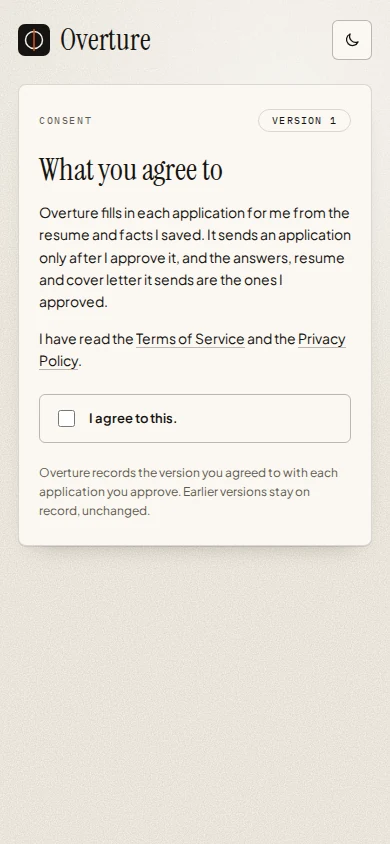 Overture
CONSENT
VERSION 1
What you agree to
Overture fills in each application for me from the
resume and facts I saved. It sends an application
only after I approve it, and the answers, resume
and cover letter it sends are the ones I
approved.
I have read the Terms of Service and the Privacy
Policy.
I agree to this.
Overture records the version you agreed to with each
application you approve. Earlier versions stay on
record, unchanged.